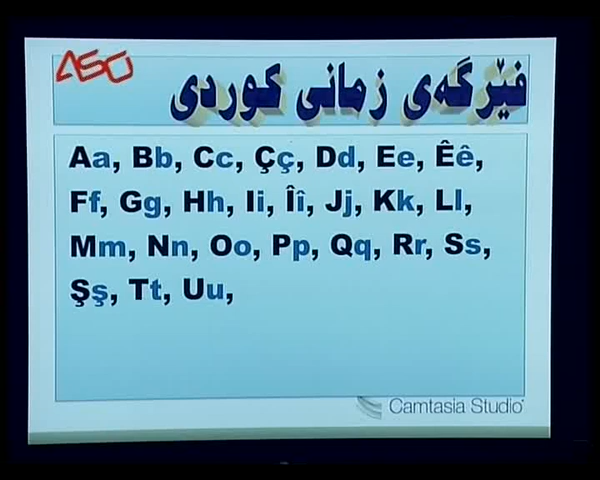 ASO
فێرگەی زمانی کوردی
Aa, Bb, Cc, Çç, Dd, Ee, Êê,
Ff, Gg, Hh, Ii, Îî, Jj, Kk, Ll,
Mm, Nn, Oo, Pp, Qq, Rr, Ss,
Şş, Tt, Uu,
Camtasia Studio